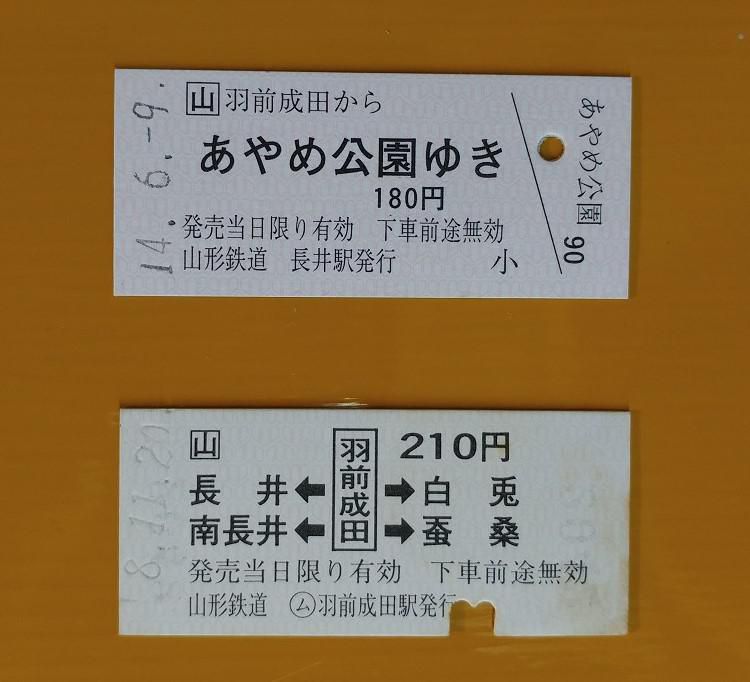 14.6.-9.
山 羽前成田から
あやめ公園ゆき
180円
発売当日限り有効 下車前途無効
山形鉄道 長井駅発行 小
あやめ公園 90
山 羽前成田 210円
長井 ← → 白兎
南長井 ← → 蚕桑
発売当日限り有効 下車前途無効
山形鉄道 ㋰羽前成田駅発行